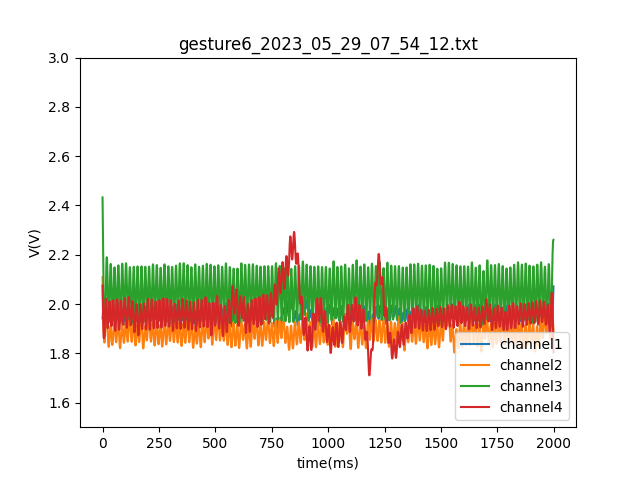 gesture6_2023_05_29_07_54_12.txt
3.0
2.8
2.6
2.4
2.2
2.0
1.8
1.6
V(V)
channel1
channel2
channel3
channel4
0 250 500 750 1000 1250 1500 1750 2000
time(ms)